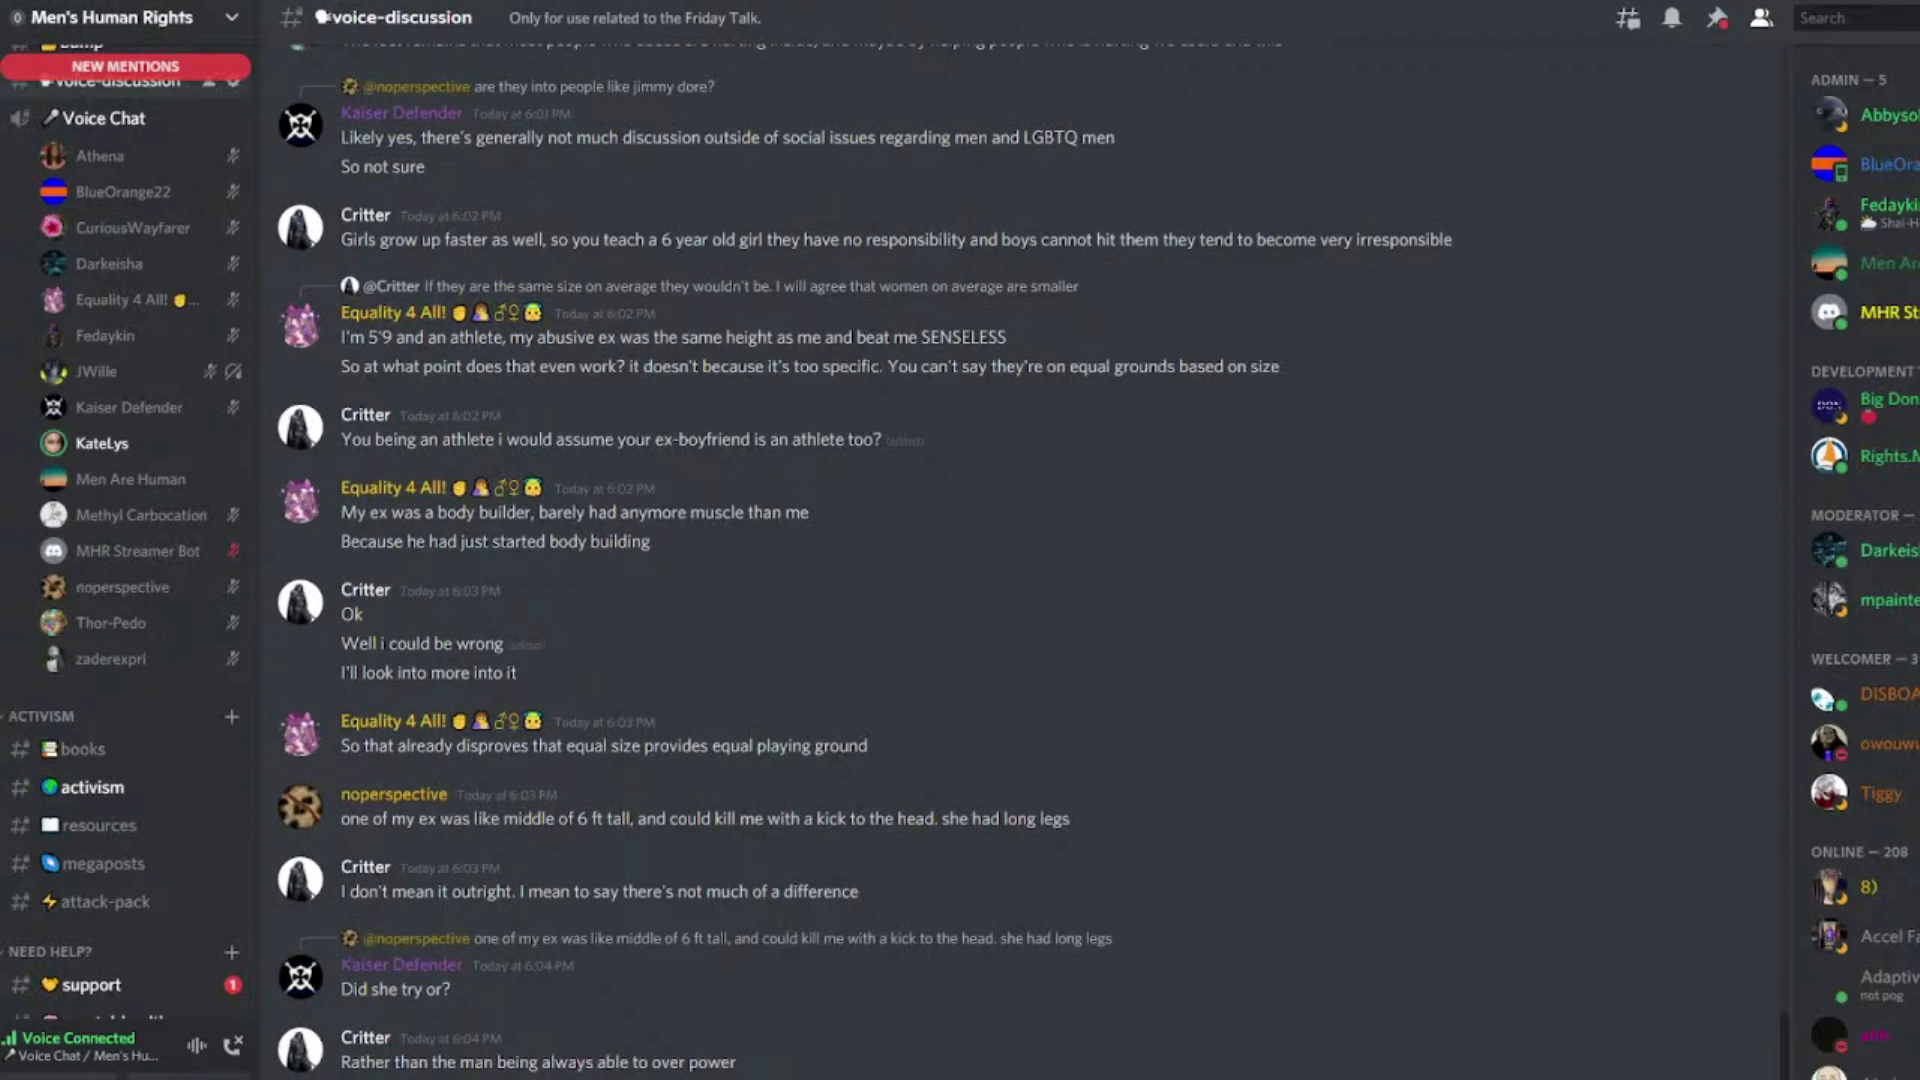 Men's Human Rights
Bump
NEW MENTIONS
voice-discussion
Voice Chat
Athena
BlueOrange22
CuriousWayfarer
Darkeisha
Equality 4 All! ✊...
Fedaykin
JWille
Kaiser Defender
KateLys
Men Are Human
Methyl Carbocation
MHR Streamer Bot
noperspective
Thor-Pedo
zaderexpri
ACTIVISM
books
activism
resources
megaposts
attack-pack
NEED HELP?
support
1
Voice Connected
Voice Chat / Men's Hu...
voice-discussion Only for use related to the Friday Talk.
Search
@noperspective are they into people like jimmy dore?
Kaiser Defender Today at 6:01 PM
Likely yes, there's generally not much discussion outside of social issues regarding men and LGBTQ men
So not sure
Critter Today at 6:02 PM
Girls grow up faster as well, so you teach a 6 year old girl they have no responsibility and boys cannot hit them they tend to become very irresponsible
@Critter If they are the same size on average they wouldn't be. I will agree that women on average are smaller
Equality 4 All! Today at 6:02 PM
I'm 5'9 and an athlete, my abusive ex was the same height as me and beat me SENSELESS
So at what point does that even work? it doesn't because it's too specific. You can't say they're on equal grounds based on size
Critter Today at 6:02 PM
You being an athlete i would assume your ex-boyfriend is an athlete too? (edited)
Equality 4 All! Today at 6:02 PM
My ex was a body builder, barely had anymore muscle than me
Because he had just started body building
Critter Today at 6:03 PM
Ok
Well i could be wrong (edited)
I'll look into more into it
Equality 4 All! Today at 6:03 PM
So that already disproves that equal size provides equal playing ground
noperspective Today at 6:03 PM
one of my ex was like middle of 6 ft tall, and could kill me with a kick to the head. she had long legs
Critter Today at 6:03 PM
I don't mean it outright. I mean to say there's not much of a difference
@noperspective one of my ex was like middle of 6 ft tall, and could kill me with a kick to the head. she had long legs
Kaiser Defender Today at 6:04 PM
Did she try or?
Critter Today at 6:04 PM
Rather than the man being always able to over power
ADMIN — 5
Abbysol
BlueOra
Fedayki
Shai-H
Men Are
MHR St
DEVELOPMENT
Big Don
Rights.M
MODERATOR —
Darkeis
mpainte
WELCOMER — 3
DISBOA
owouwu
Tiggy
ONLINE — 208
8)
Accel Fa
Adaptiv
not pog